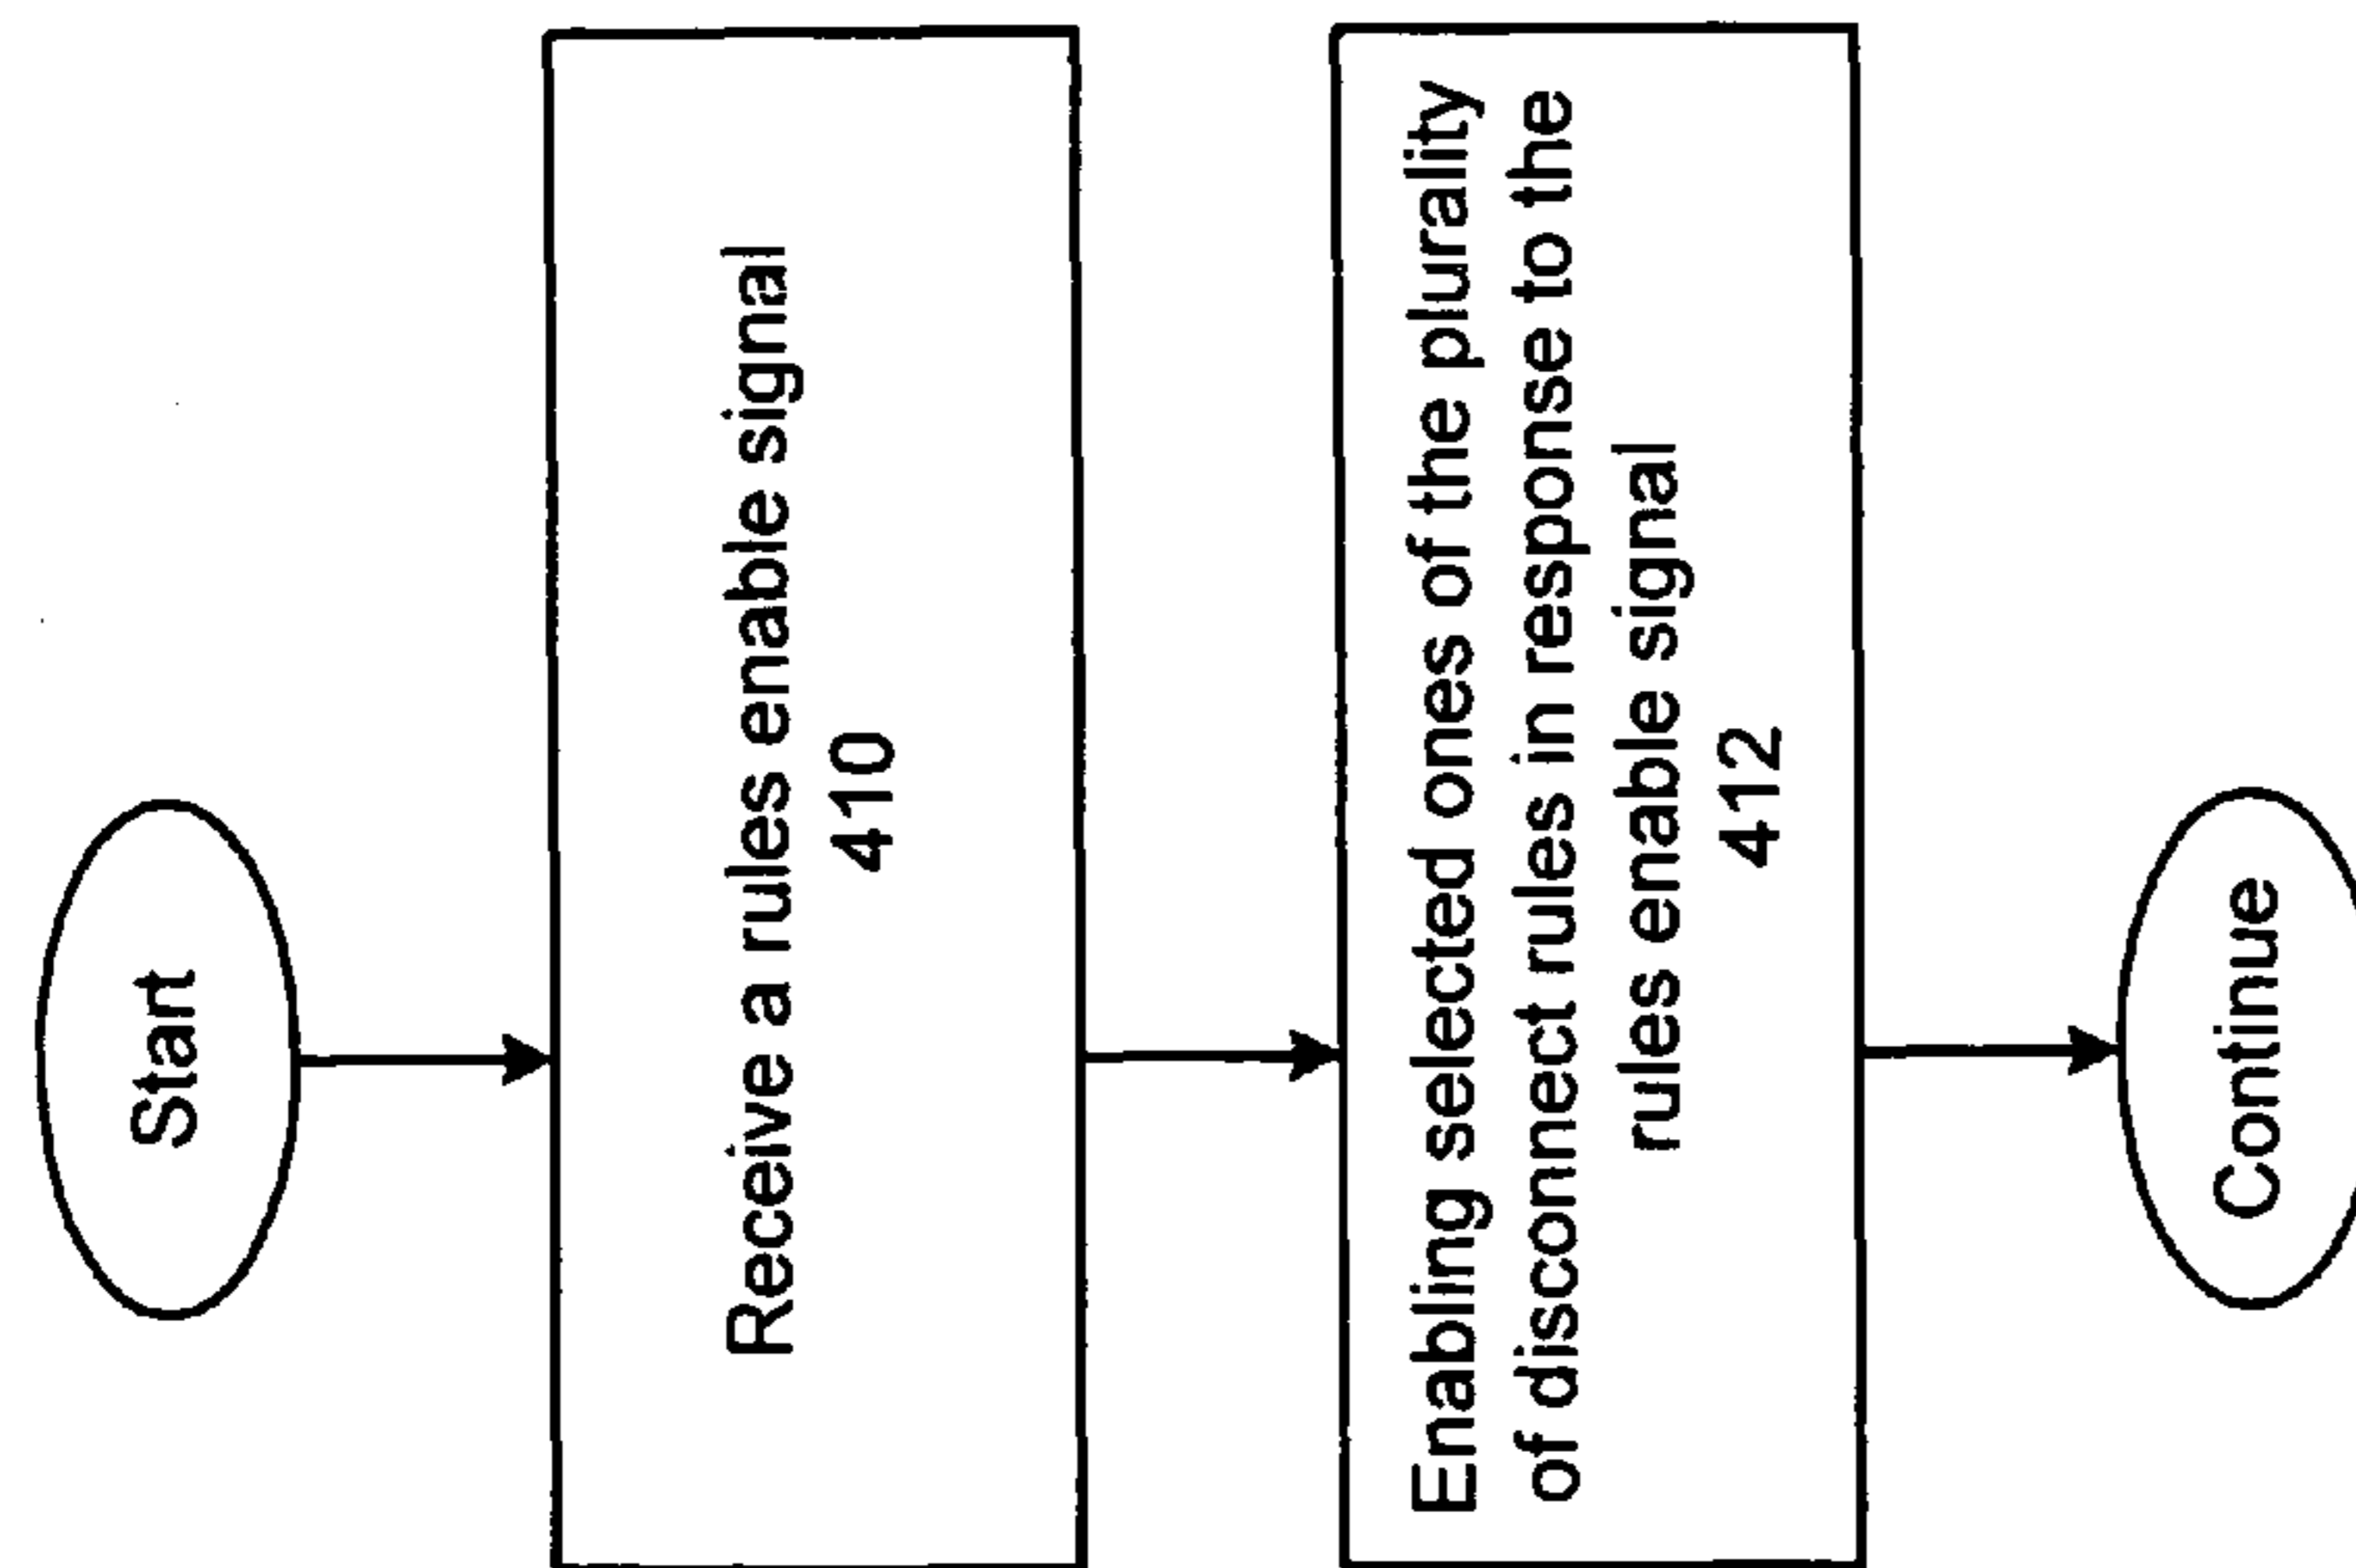 Start
Receive a rules enable signal
410
Enabling selected ones of the plurality
of disconnect rules in response to the
rules enable signal
412
Continue